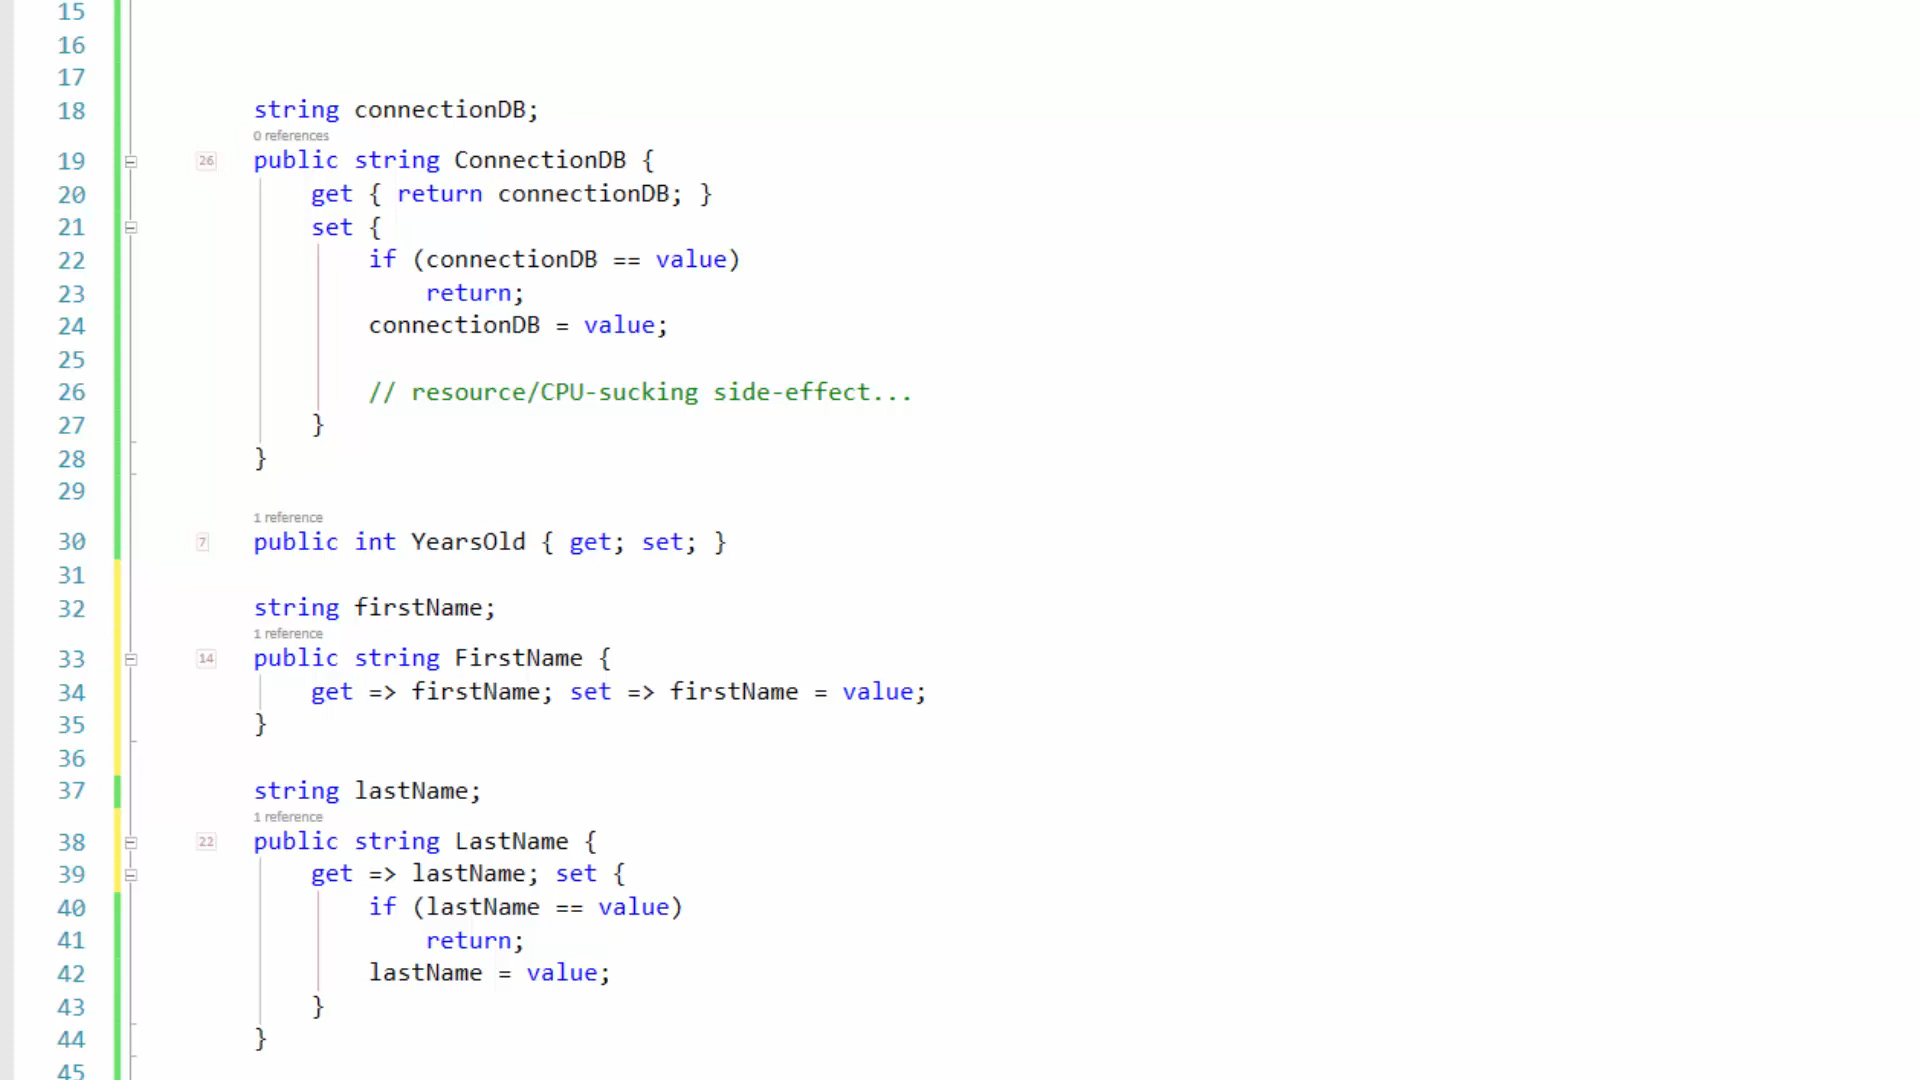 15
16
17
18 string connectionDB;
0 references
19 26 public string ConnectionDB {
20 get { return connectionDB; }
21 set {
22 if (connectionDB == value)
23 return;
24 connectionDB = value;
25
26 // resource/CPU-sucking side-effect...
27 }
28 }
29
1 reference
30 7 public int YearsOld { get; set; }
31
32 string firstName;
1 reference
33 14 public string FirstName {
34 get => firstName; set => firstName = value;
35 }
36
37 string lastName;
1 reference
38 22 public string LastName {
39 get => lastName; set {
40 if (lastName == value)
41 return;
42 lastName = value;
43 }
44 }
45